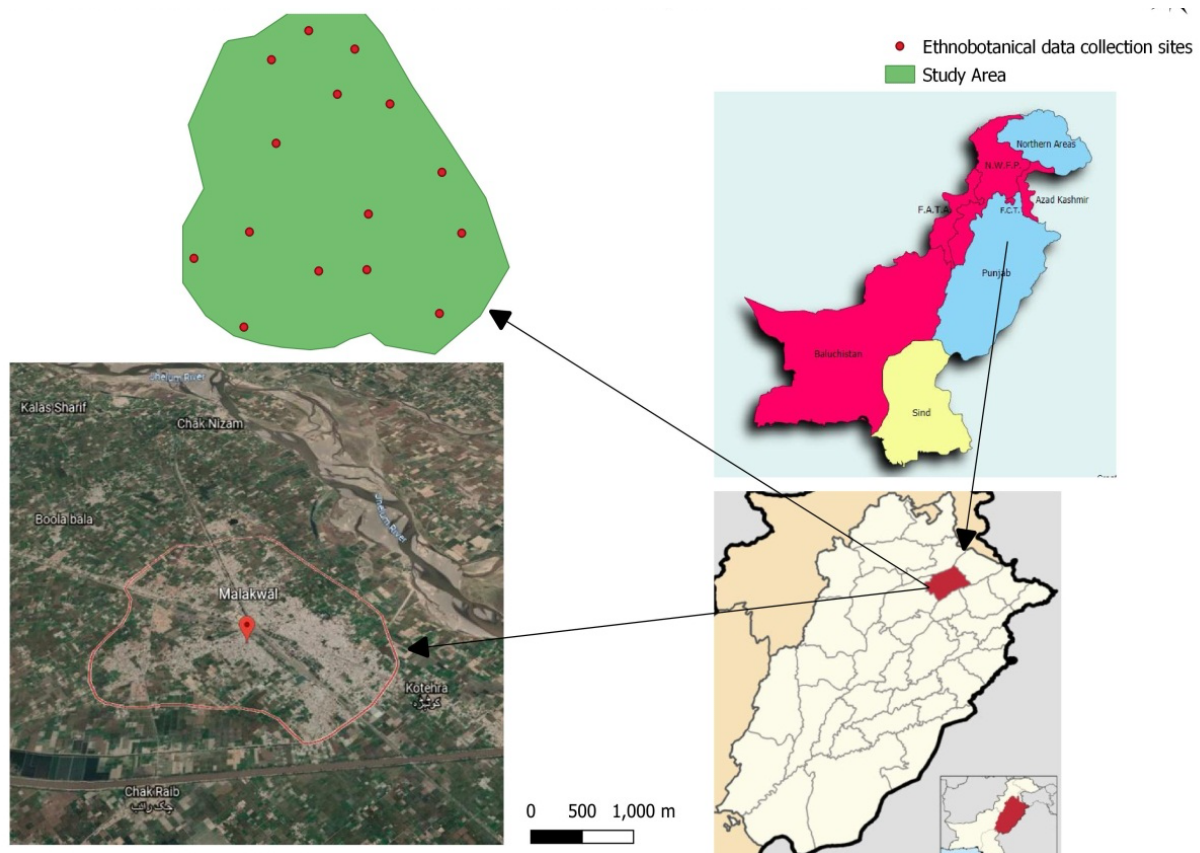 Ethnobotanical data collection sites
Study Area
Northern Areas
N.W.F.P.
Azad Kashmir
F.A.T.A.
F.C.T.
Punjab
Baluchistan
Sind
Jhelum River
Kalas Sharif
Chak Nizam
Jhelum River
Boola bala
Malakwal
Kotehra
کوٹہڑہ
Chak Raib
چک رائب
0 500 1,000 m